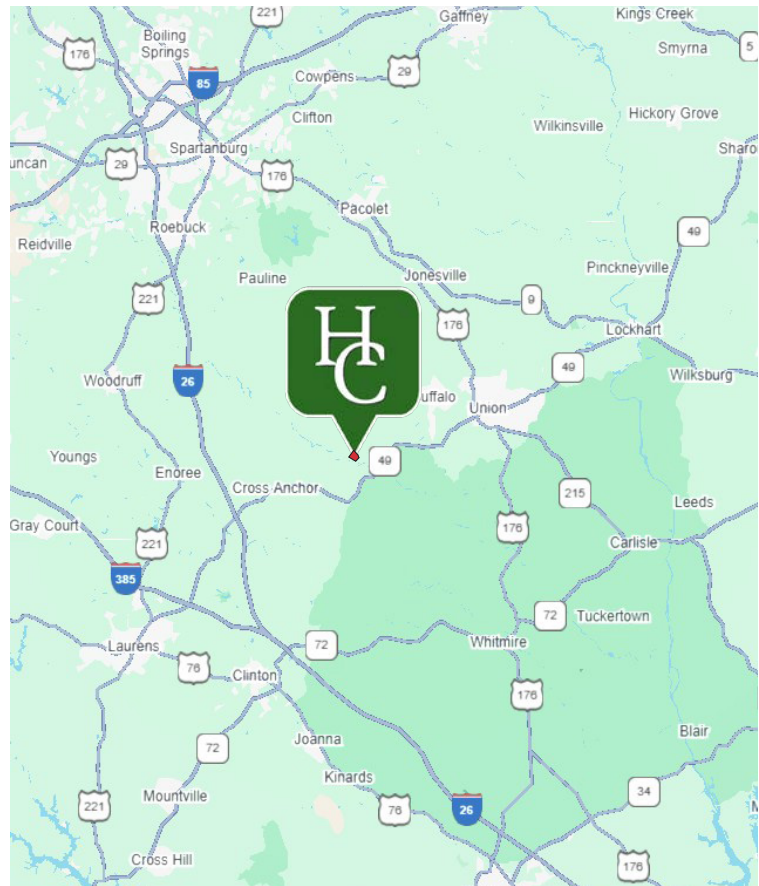 221
Gaffney
Kings Creek
Boiling
Springs
176
Smyrna
5
Cowpens
29
85
Clifton
Hickory Grove
Wilkinsville
Spartanburg
uncan
29
Sharo
176
Pacolet
Roebuck
49
Reidville
Pinckneyville
Pauline
Jonesville
221
9
176
Lockhart
HC
49
Wilksburg
Woodruff
26
uffalo
Union
Youngs
49
Enoree
Cross Anchor
215
Leeds
Gray Court
176
221
Carlisle
385
72
Tuckertown
Laurens
72
Whitmire
76
Clinton
176
Blair
72
Joanna
Kinards
Mountville
34
221
76
26
M
Cross Hill
176